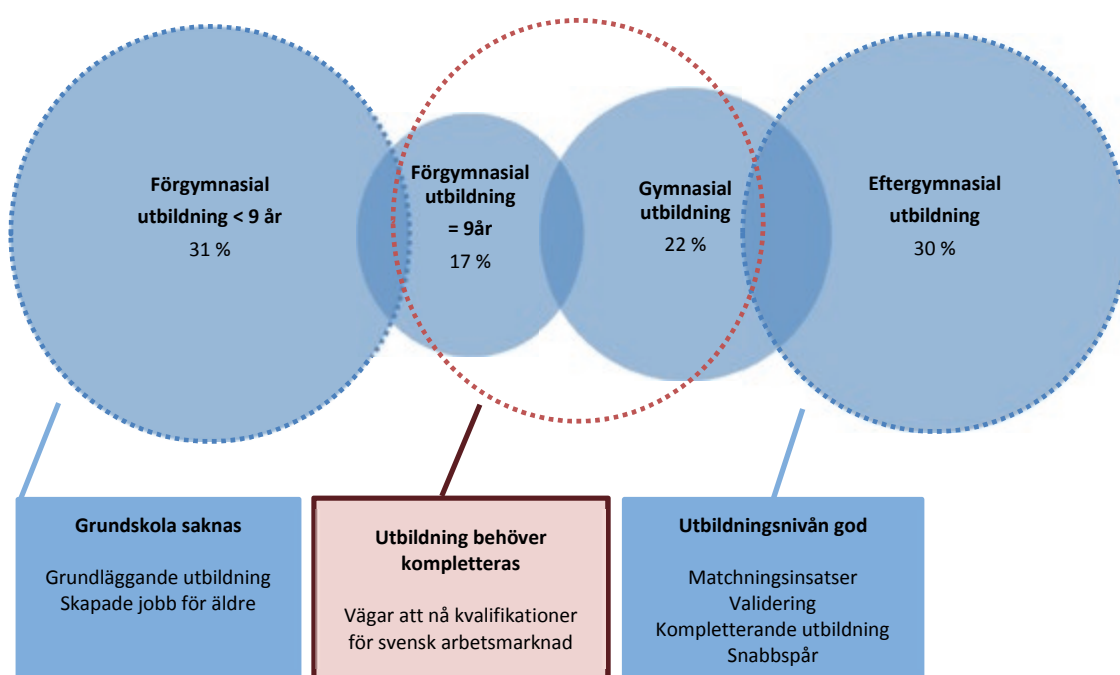 Förgymnasial
utbildning < 9 år
31 %
Förgymnasial
utbildning
= 9år
17 %
Gymnasial
utbildning
22 %
Eftergymnasial
utbildning
30 %
Grundskola saknas
Grundläggande utbildning
Skapade jobb för äldre
Utbildning behöver
kompletteras
Vägar att nå kvalifikationer
för svensk arbetsmarknad
Utbildningsnivån god
Matchningsinsatser
Validering
Kompletterande utbildning
Snabbspår